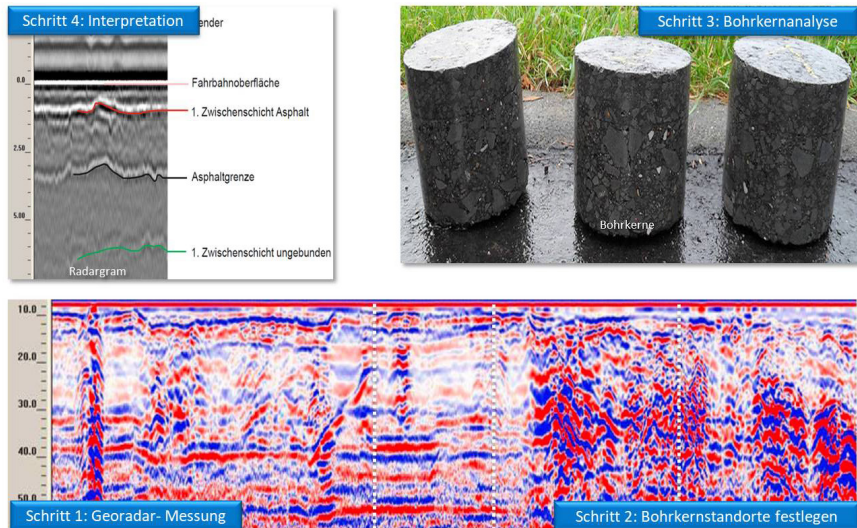 Schritt 4: Interpretation
ender
0.0
Fahrbahnoberfläche
1. Zwischenschicht Asphalt
2.50
Asphaltgrenze
5.00
1. Zwischenschicht ungebunden
Radargram
Schritt 3: Bohrkernanalyse
Bohrkerne
10.0
20.0
30.0
40.0
50.0
Schritt 1: Georadar- Messung
Schritt 2: Bohrkernstandorte festlegen